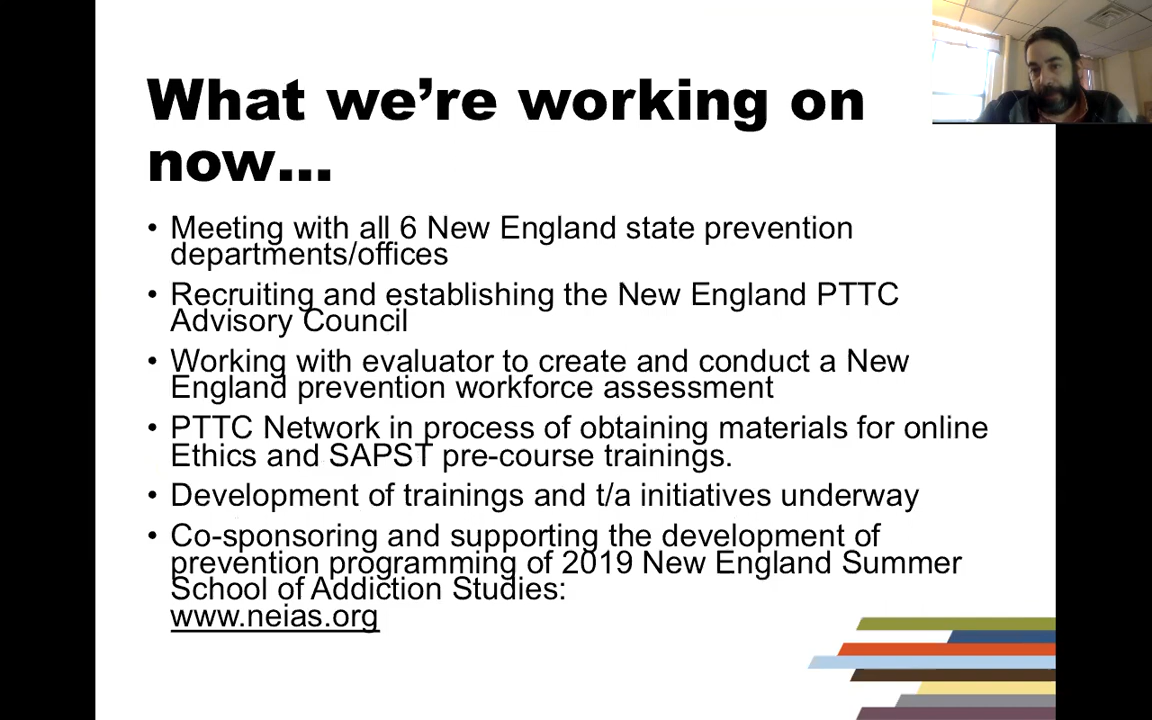 What we're working on
now...
• Meeting with all 6 New England state prevention
departments/offices
• Recruiting and establishing the New England PTTC
Advisory Council
• Working with evaluator to create and conduct a New
England prevention workforce assessment
• PTTC Network in process of obtaining materials for online
Ethics and SAPST pre-course trainings.
• Development of trainings and t/a initiatives underway
• Co-sponsoring and supporting the development of
prevention programming of 2019 New England Summer
School of Addiction Studies:
www.neias.org